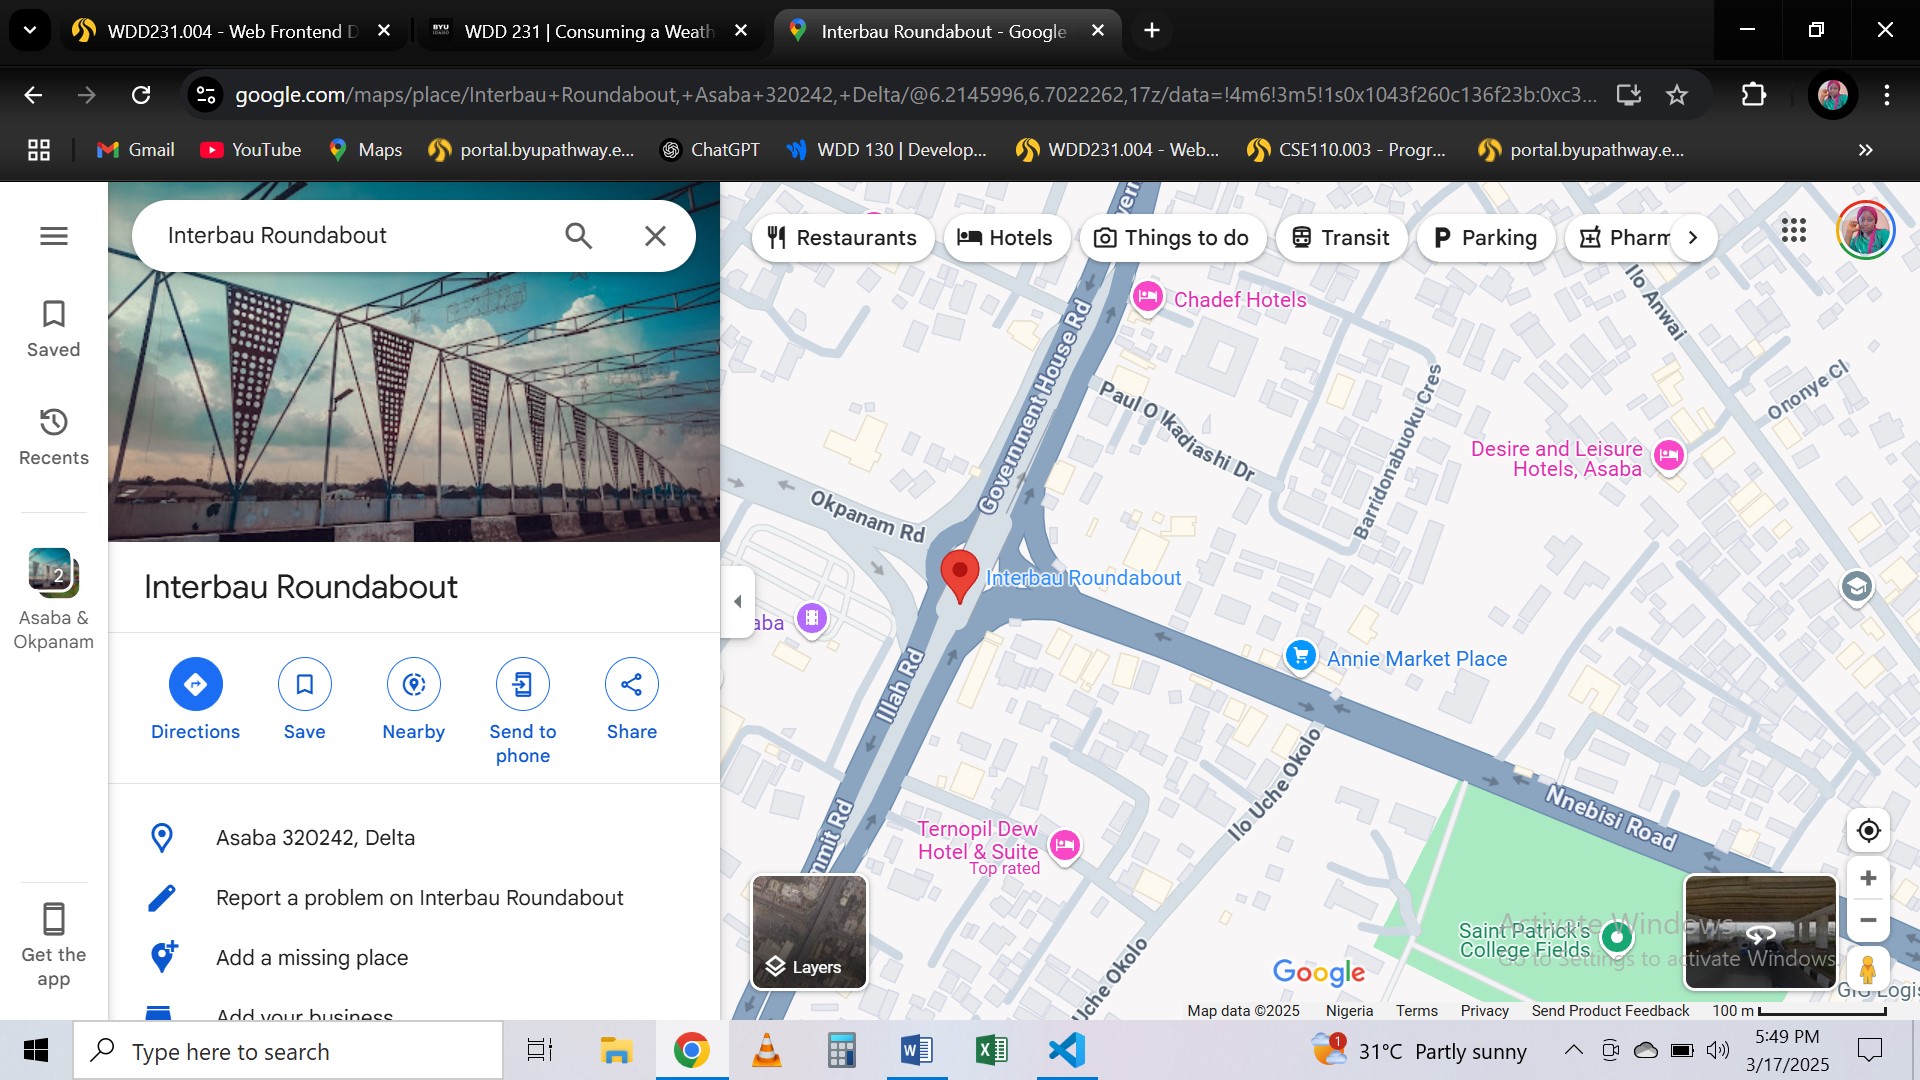 WDD231.004 - Web Frontend D
WDD 231 | Consuming a Weath
Interbau Roundabout - Google
google.com/maps/place/Interbau+Roundabout,+Asaba+320242,+Delta/@6.2145996,6.7022262,17z/data=!4m6!3m5!1s0x1043f260c136f23b:0xc3...
Gmail
YouTube
Maps
portal.byupathway.e...
ChatGPT
WDD 130 | Develop...
WDD231.004 - Web...
CSE110.003 - Progr...
portal.byupathway.e...
Interbau Roundabout
Restaurants
Hotels
Things to do
Transit
Parking
Pharm
Saved
Recents
2
Asaba &
Okpanam
Get the
app
Interbau Roundabout
Directions
Save
Nearby
Send to
phone
Share
Asaba 320242, Delta
Report a problem on Interbau Roundabout
Add a missing place
Add your business
Chadef Hotels
Government House Rd
Paul O Ikadiashi Dr
Barridonabuoku Cres
Ilo Anwai
Ononye Cl
Desire and Leisure
Hotels, Asaba
Okpanam Rd
Interbau Roundabout
aba
Annie Market Place
Illah Rd
Ilo Uche Okolo
Nnebisi Road
mmit Rd
Ternopil Dew
Hotel & Suite
Top rated
Uche Okolo
Saint Patrick's
College Fields
Activate Windows
Go to Settings to activate Windows.
GIG Logis
Layers
Google
Map data ©2025
Nigeria
Terms
Privacy
Send Product Feedback
100 m
Type here to search
1
31°C Partly sunny
5:49 PM
3/17/2025